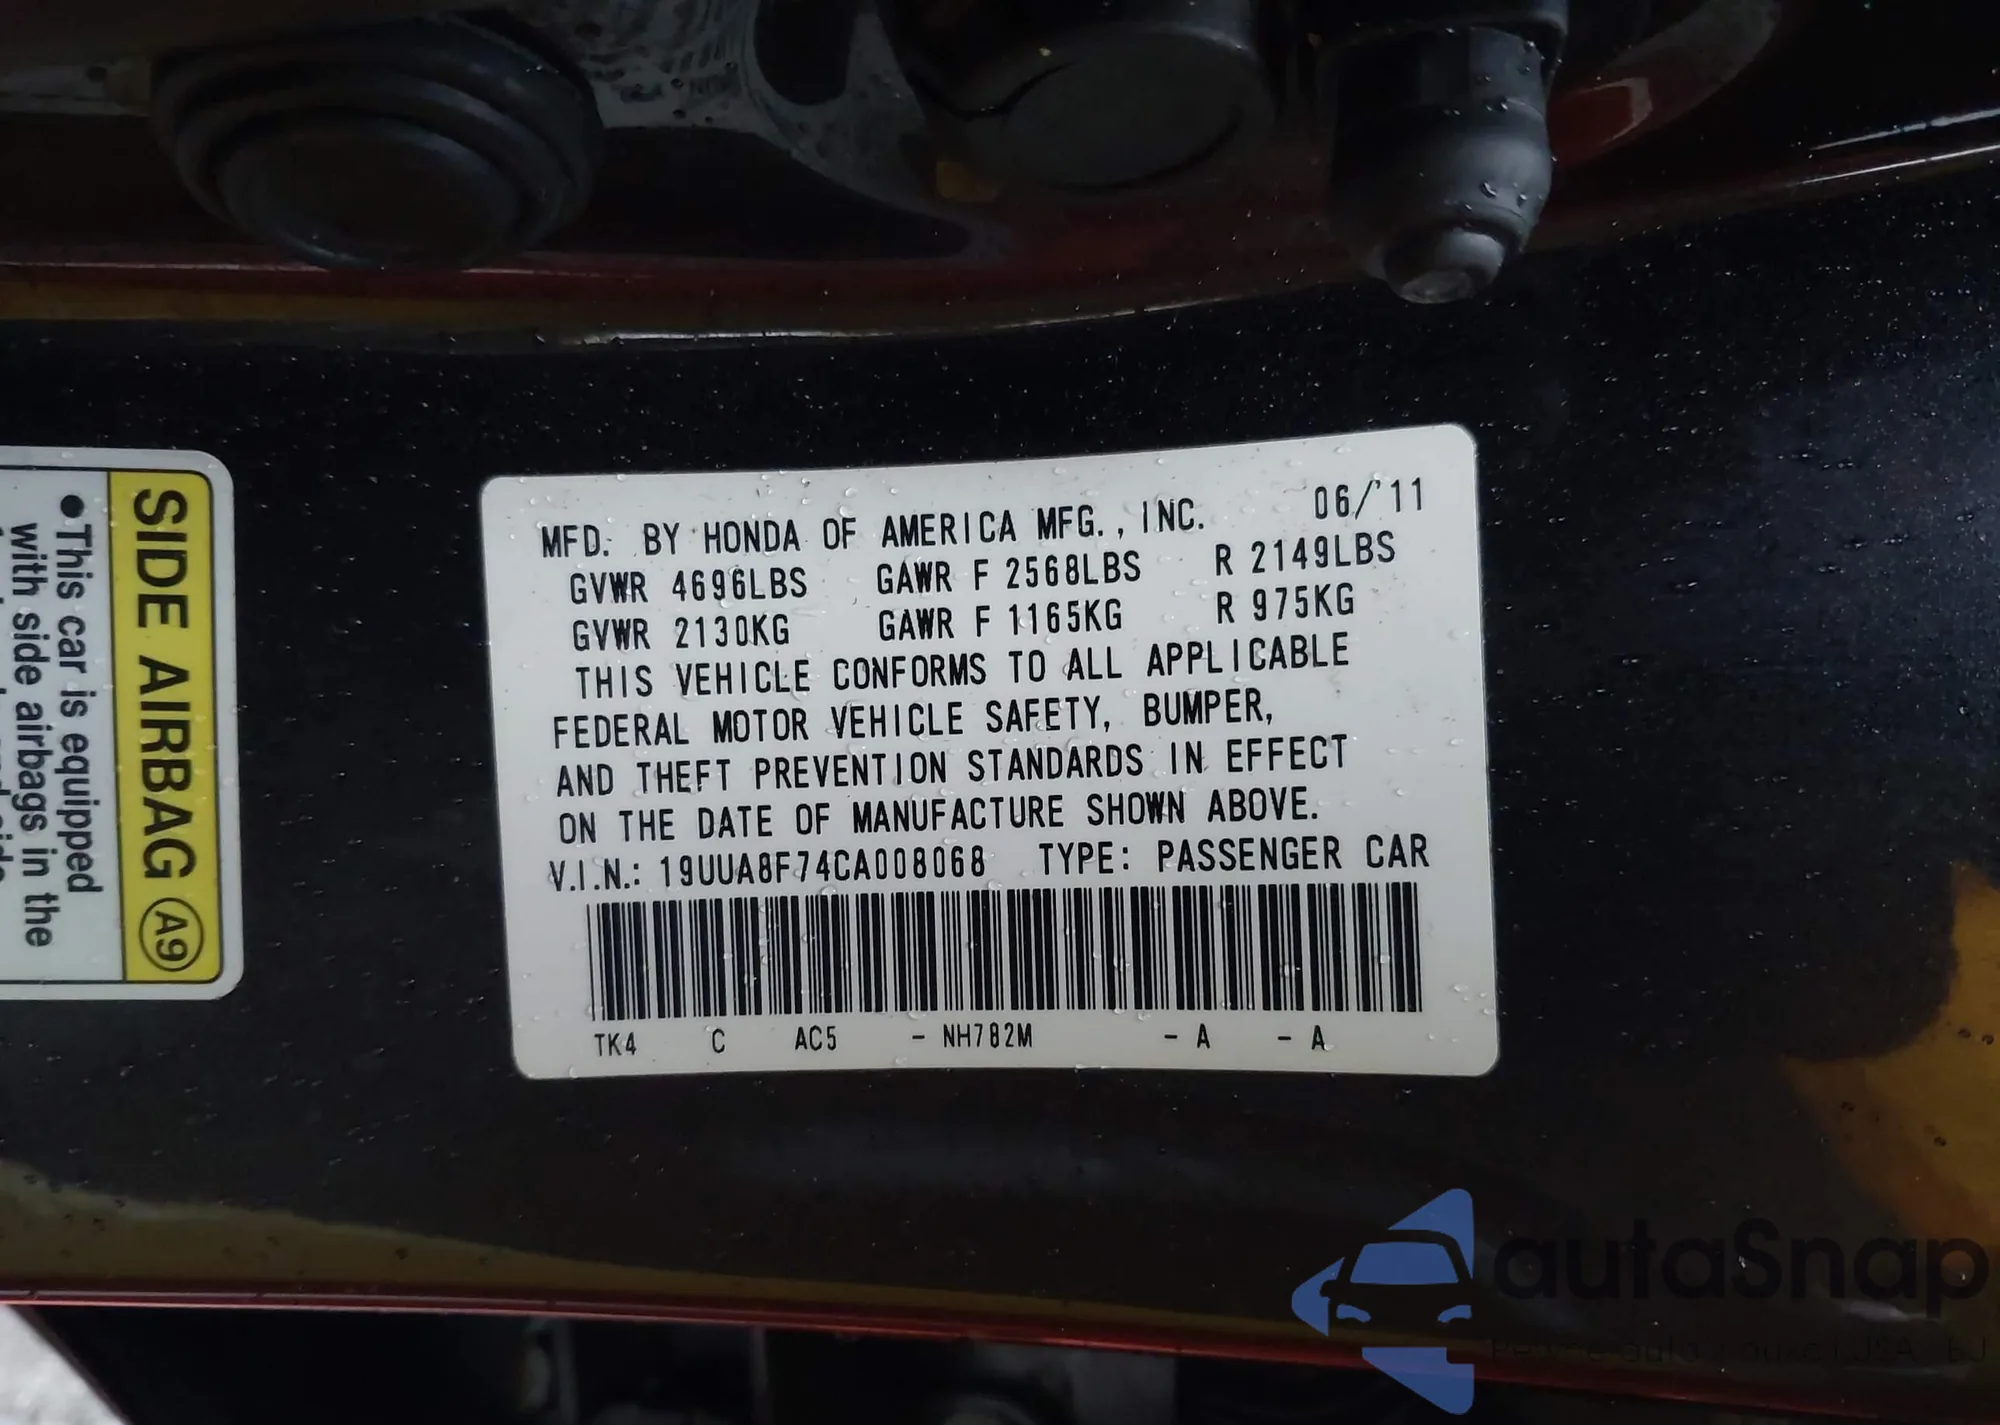 MFD. BY HONDA OF AMERICA MFG., INC. 06/'11
GVWR 4696LBS GAWR F 2568LBS R 2149LBS
GVWR 2130KG GAWR F 1165KG R 975KG
THIS VEHICLE CONFORMS TO ALL APPLICABLE
FEDERAL MOTOR VEHICLE SAFETY, BUMPER,
AND THEFT PREVENTION STANDARDS IN EFFECT
ON THE DATE OF MANUFACTURE SHOWN ABOVE.
V.I.N.: 19UUA8F74CA008068 TYPE: PASSENGER CAR
TK4 C AC5 - NH782M - A - A
SIDE AIRBAG A9
●This car is equipped
with side airbags in the
autaSnap